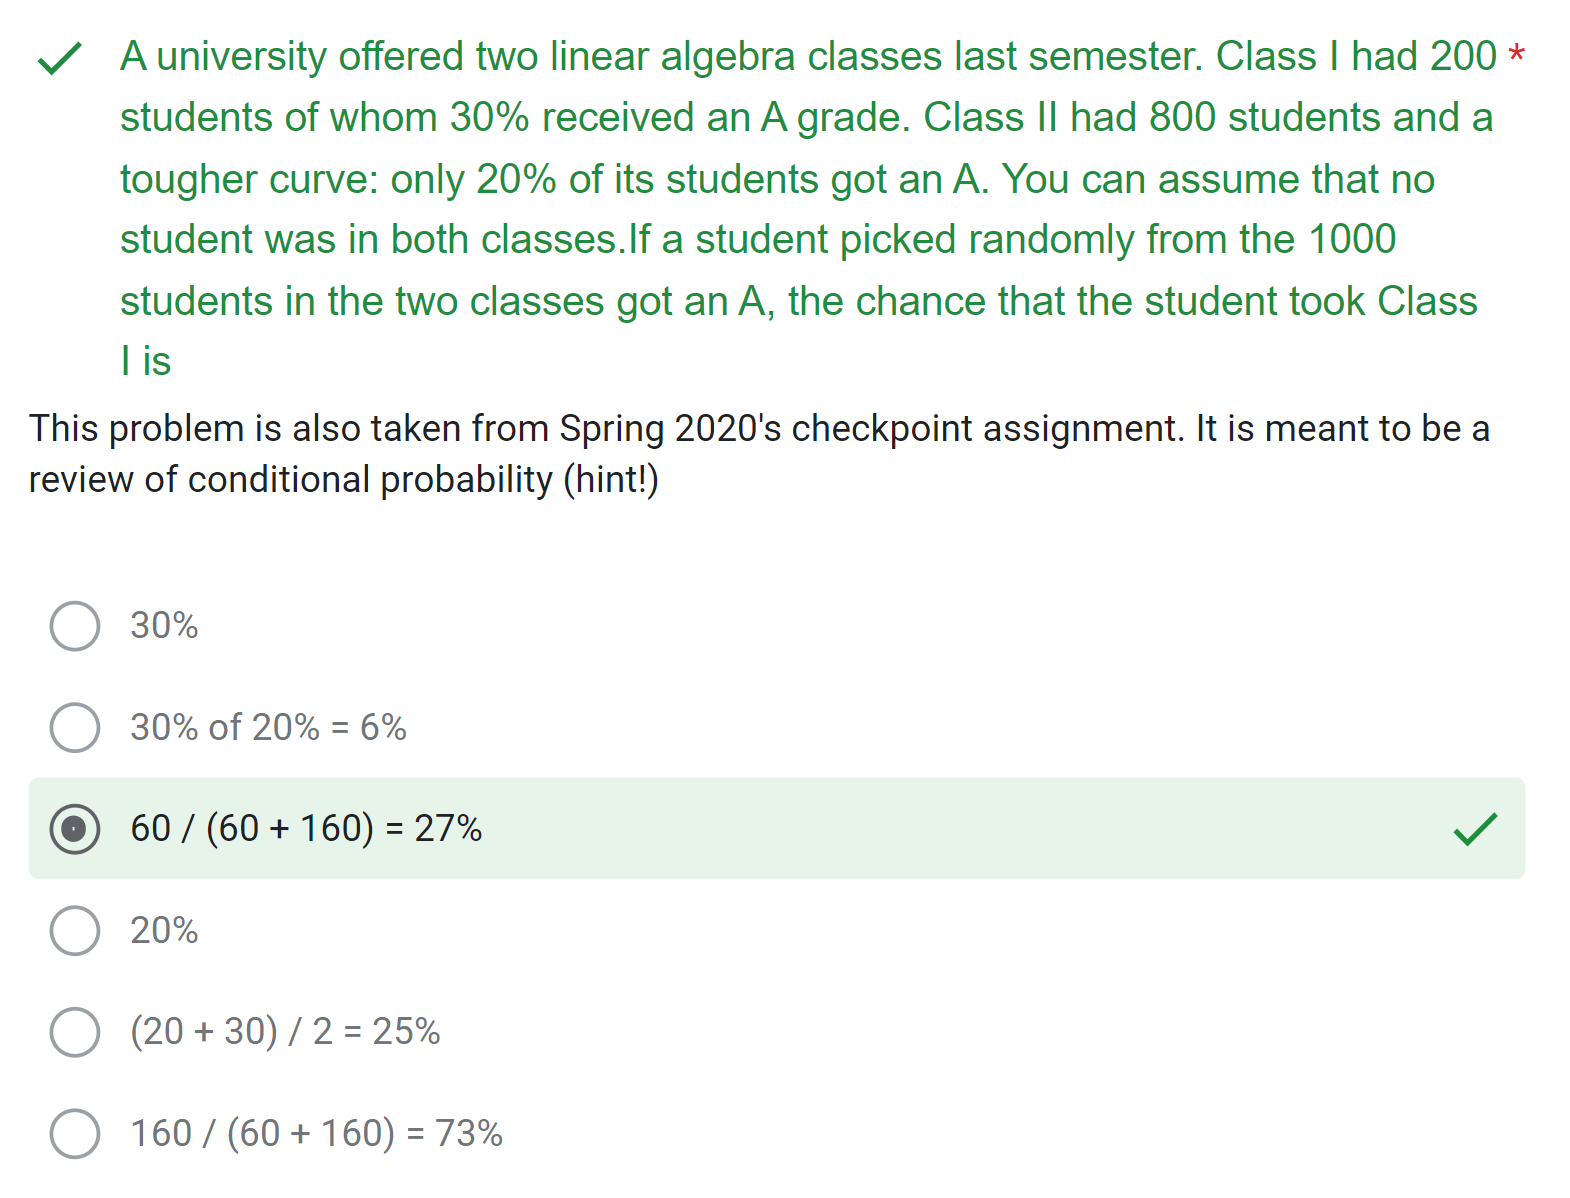 A university offered two linear algebra classes last semester. Class I had 200 *
students of whom 30% received an A grade. Class II had 800 students and a
tougher curve: only 20% of its students got an A. You can assume that no
student was in both classes.If a student picked randomly from the 1000
students in the two classes got an A, the chance that the student took Class
I is
This problem is also taken from Spring 2020's checkpoint assignment. It is meant to be a
review of conditional probability (hint!)
30%
30% of 20% = 6%
60 / (60 + 160) = 27%
20%
(20 + 30) / 2 = 25%
160 / (60 + 160) = 73%